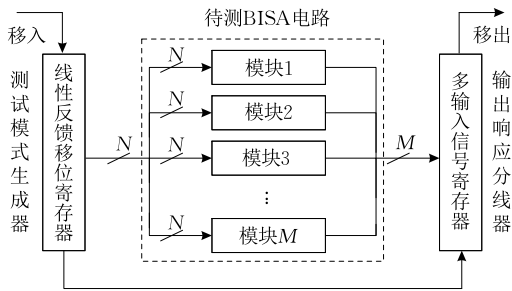 待测BISA电路
移入
移出
测试模式生成器
线性反馈移位寄存器
N
N
模块1
N
模块2
N
模块3
⋮
N
模块M
M
多输入信号寄存器
输出响应分线器